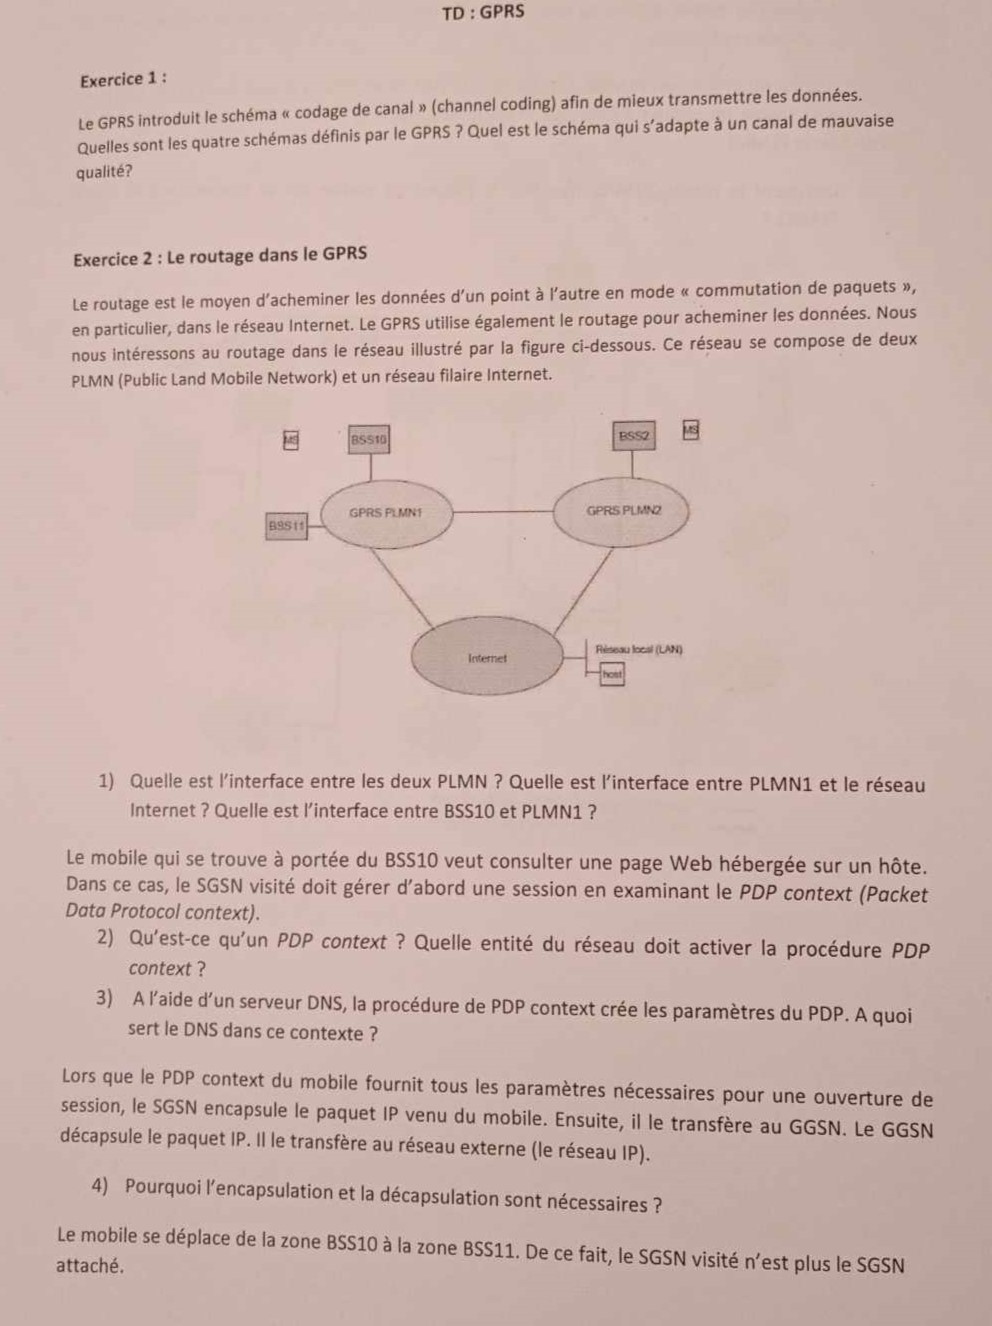 TD : GPRS
Exercice 1 :
Le GPRS introduit le schéma « codage de canal » (channel coding) afin de mieux transmettre les données.
Quelles sont les quatre schémas définis par le GPRS ? Quel est le schéma qui s’adapte à un canal de mauvaise
qualité?
Exercice 2 : Le routage dans le GPRS
Le routage est le moyen d’acheminer les données d’un point à l’autre en mode « commutation de paquets »,
en particulier, dans le réseau Internet. Le GPRS utilise également le routage pour acheminer les données. Nous
nous intéressons au routage dans le réseau illustré par la figure ci-dessous. Ce réseau se compose de deux
PLMN (Public Land Mobile Network) et un réseau filaire Internet.
MS
BSS10
BSS2
MS
GPRS PLMN1
GPRS PLMN2
BSS11
Internet
Réseau local (LAN)
host
1) Quelle est l’interface entre les deux PLMN ? Quelle est l’interface entre PLMN1 et le réseau
Internet ? Quelle est l’interface entre BSS10 et PLMN1 ?
Le mobile qui se trouve à portée du BSS10 veut consulter une page Web hébergée sur un hôte.
Dans ce cas, le SGSN visité doit gérer d’abord une session en examinant le PDP context (Packet
Data Protocol context).
2) Qu’est-ce qu’un PDP context ? Quelle entité du réseau doit activer la procédure PDP
context ?
3) A l’aide d’un serveur DNS, la procédure de PDP context crée les paramètres du PDP. A quoi
sert le DNS dans ce contexte ?
Lors que le PDP context du mobile fournit tous les paramètres nécessaires pour une ouverture de
session, le SGSN encapsule le paquet IP venu du mobile. Ensuite, il le transfère au GGSN. Le GGSN
décapsule le paquet IP. Il le transfère au réseau externe (le réseau IP).
4) Pourquoi l’encapsulation et la décapsulation sont nécessaires ?
Le mobile se déplace de la zone BSS10 à la zone BSS11. De ce fait, le SGSN visité n’est plus le SGSN
attaché.